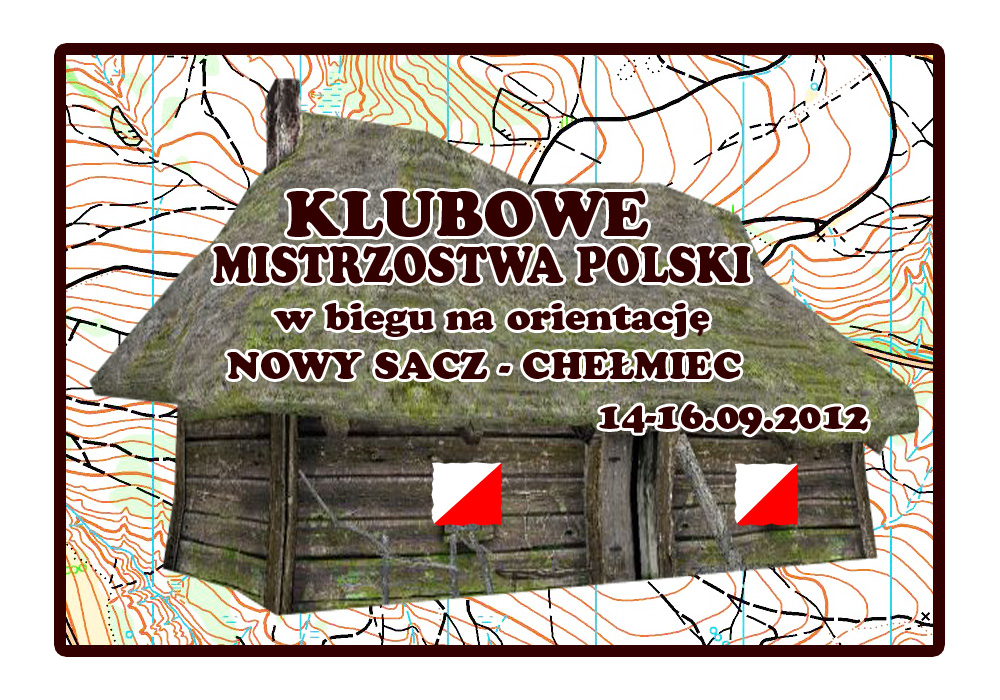 KLUBOWE
MISTRZOSTWA POLSKI
w biegu na orientację
NOWY SACZ - CHEŁMIEC
14-16.09.2012